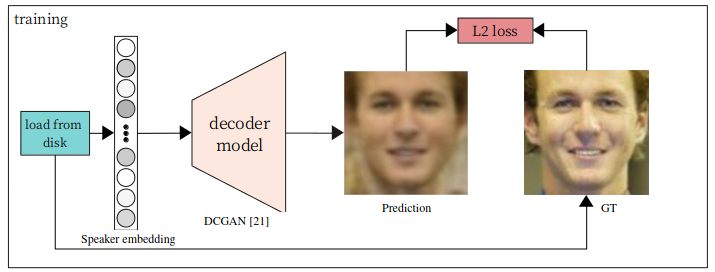 training
L2 loss
load from
disk
decoder
model
DCGAN [21]
Prediction
GT
Speaker embedding